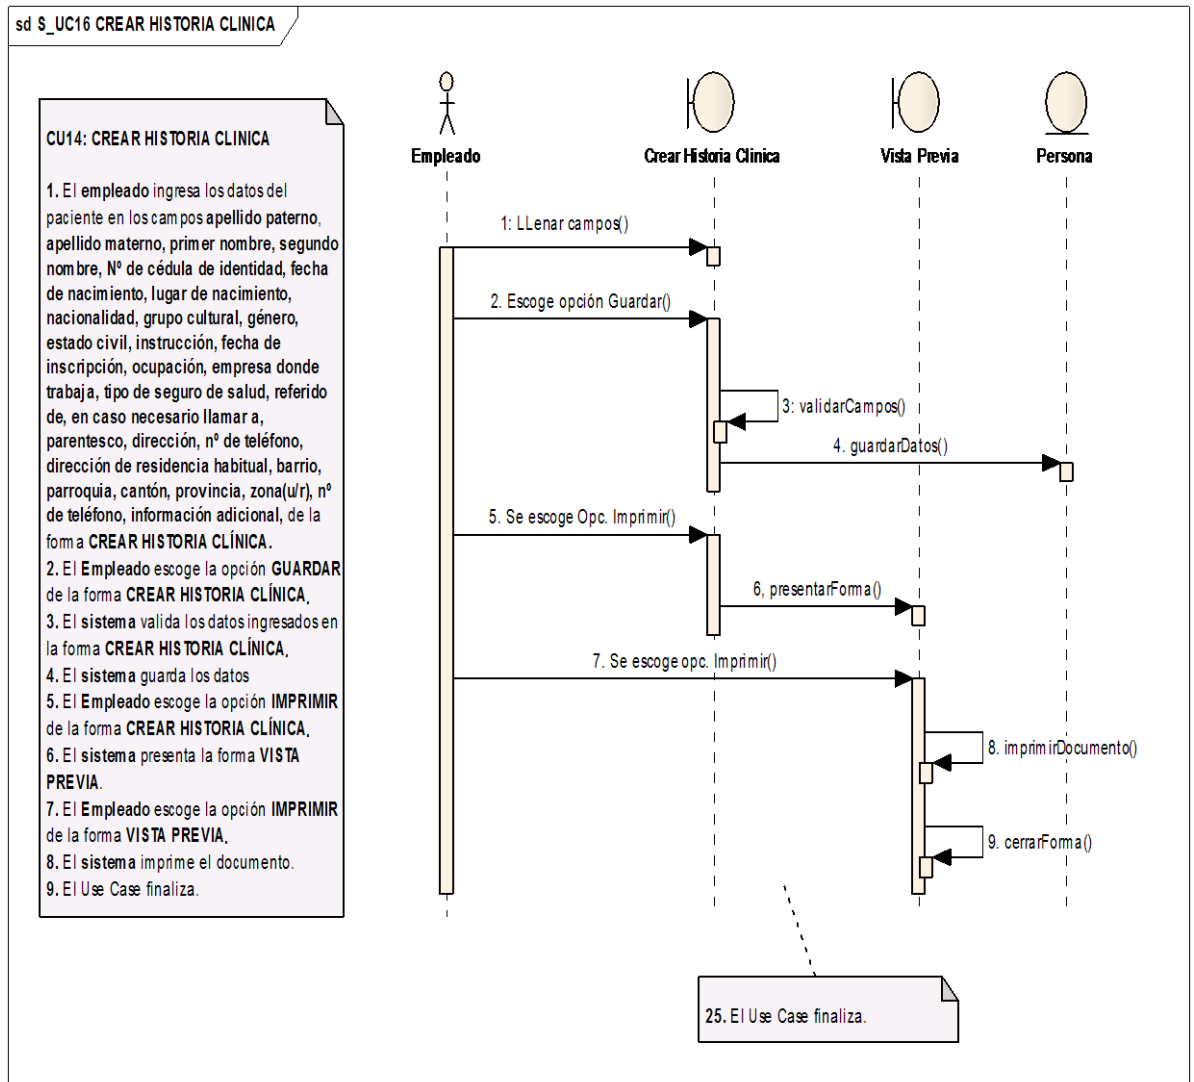 sd S_UC16 CREAR HISTORIA CLINICA
CU14: CREAR HISTORIA CLINICA
1. El empleado ingresa los datos del
paciente en los campos apellido paterno,
apellido materno, primer nombre, segundo
nombre, Nº de cédula de identidad, fecha
de nacimiento, lugar de nacimiento,
nacionalidad, grupo cultural, género,
estado civil, instrucción, fecha de
inscripción, ocupación, empresa donde
trabaja, tipo de seguro de salud, referido
de, en caso necesario llamar a,
parentesco, dirección, nº de teléfono,
dirección de residencia habitual, barrio,
parroquia, cantón, provincia, zona(u/r), nº
de teléfono, información adicional, de la
forma CREAR HISTORIA CLÍNICA.
2. El Empleado escoge la opción GUARDAR
de la forma CREAR HISTORIA CLÍNICA.
3. El sistema valida los datos ingresados en
la forma CREAR HISTORIA CLÍNICA.
4. El sistema guarda los datos
5. El Empleado escoge la opción IMPRIMIR
de la forma CREAR HISTORIA CLÍNICA.
6. El sistema presenta la forma VISTA
PREVIA.
7. El Empleado escoge la opción IMPRIMIR
de la forma VISTA PREVIA.
8. El sistema imprime el documento.
9. El Use Case finaliza.
Empleado
Crear Historia Clinica
Vista Previa
Persona
1: LLenar campos()
2. Escoge opción Guardar()
3: validarCampos()
4. guardarDatos()
5. Se escoge Opc. Imprimir()
6, presentarForma()
7. Se escoge opc. Imprimir()
8. imprimirDocumento()
9. cerrarForma()
25. El Use Case finaliza.